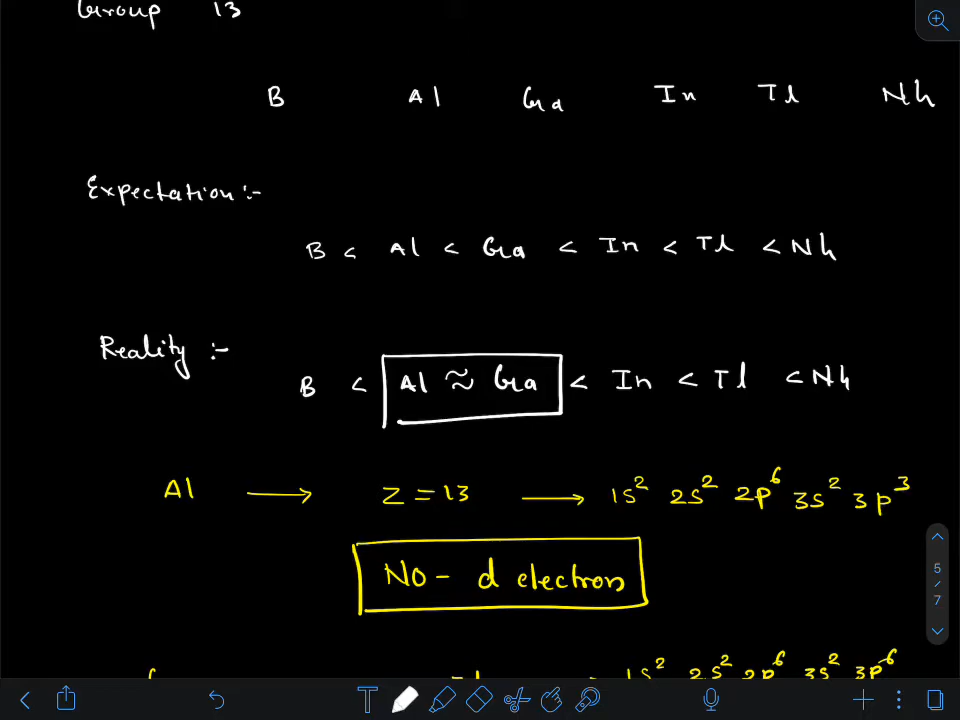 Group 13
B Al Ga In Tl Nh
Expectation :-
B < Al < Ga < In < Tl < Nh
Reality :-
B < Al ≈ Ga < In < Tl < Nh
Al → Z = 13 → 1s² 2s² 2p⁶ 3s² 3p³
NO - d electron
1s² 2s² 2p⁶ 3s² 3p⁶
5
/
7
T